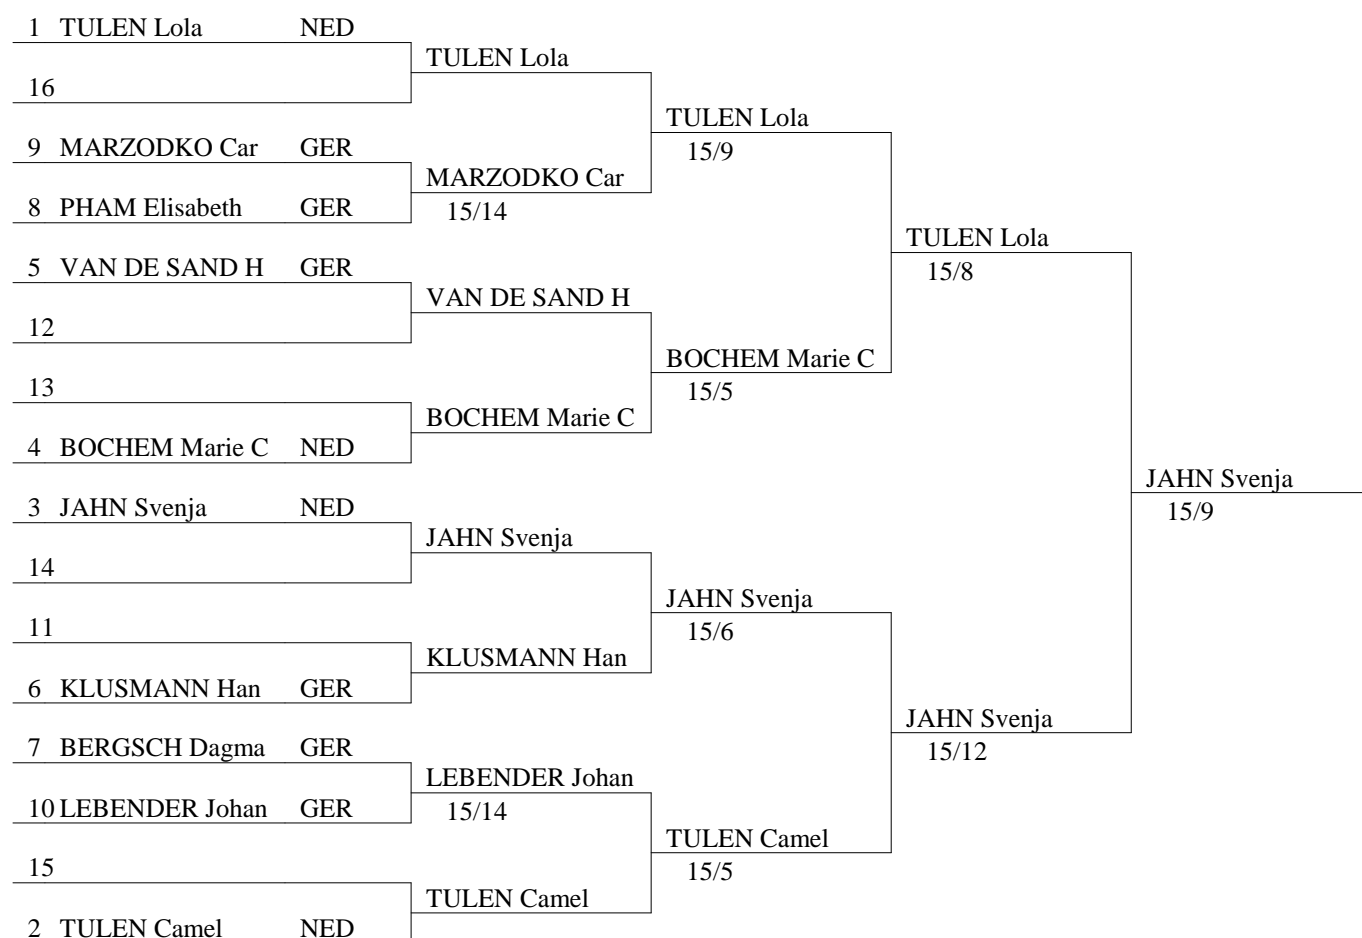 1 TULEN Lola NED
16
9 MARZODKO Car GER
8 PHAM Elisabeth GER
5 VAN DE SAND H GER
12
13
4 BOCHEM Marie C NED
3 JAHN Svenja NED
14
11
6 KLUSMANN Han GER
7 BERGSCH Dagma GER
10 LEBENDER Johan GER
15
2 TULEN Camel NED
TULEN Lola
MARZODKO Car
15/14
VAN DE SAND H
BOCHEM Marie C
JAHN Svenja
KLUSMANN Han
LEBENDER Johan
15/14
TULEN Camel
TULEN Lola
15/9
BOCHEM Marie C
15/5
JAHN Svenja
15/6
TULEN Camel
15/5
TULEN Lola
15/8
JAHN Svenja
15/12
JAHN Svenja
15/9